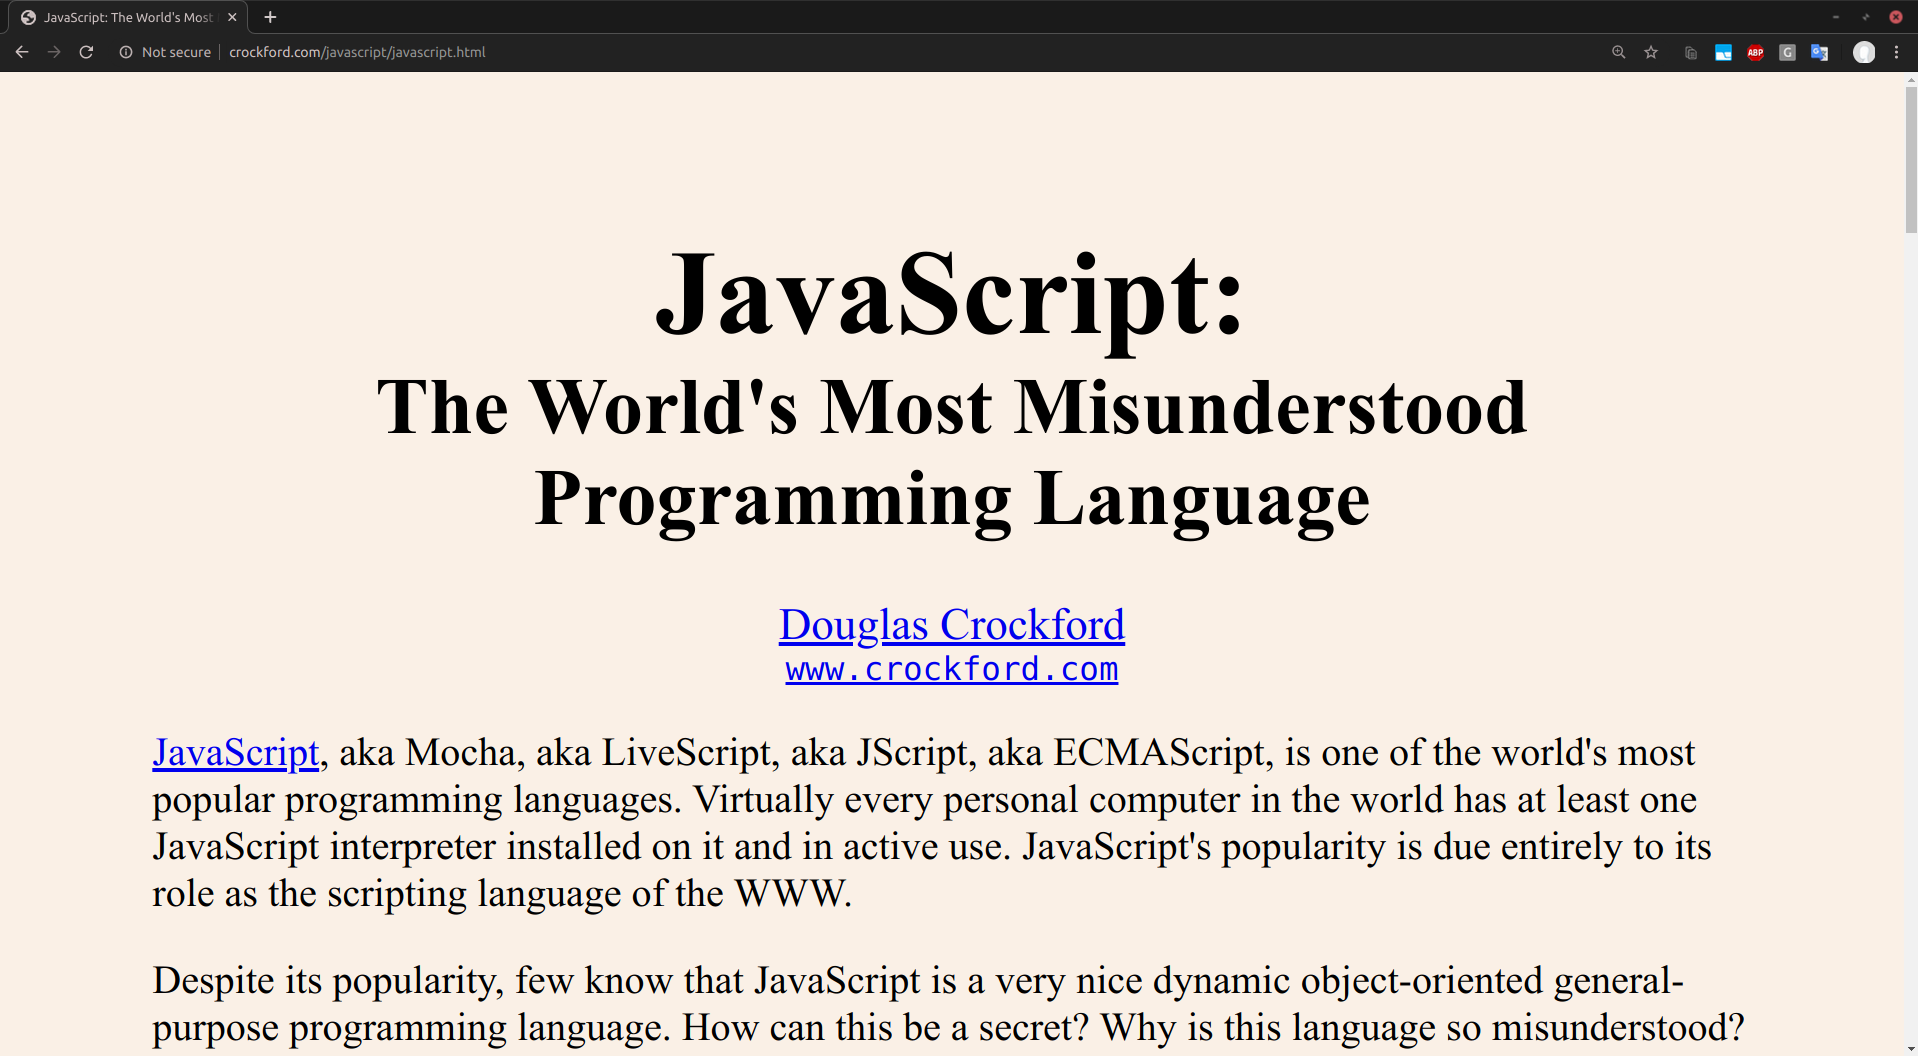 JavaScript: The World's Most
Not secure
crockford.com/javascript/javascript.html
ABP
G
G
JavaScript:
The World's Most Misunderstood
Programming Language
Douglas Crockford
www.crockford.com
JavaScript, aka Mocha, aka LiveScript, aka JScript, aka ECMAScript, is one of the world's most
popular programming languages. Virtually every personal computer in the world has at least one
JavaScript interpreter installed on it and in active use. JavaScript's popularity is due entirely to its
role as the scripting language of the WWW.
Despite its popularity, few know that JavaScript is a very nice dynamic object-oriented general-
purpose programming language. How can this be a secret? Why is this language so misunderstood?